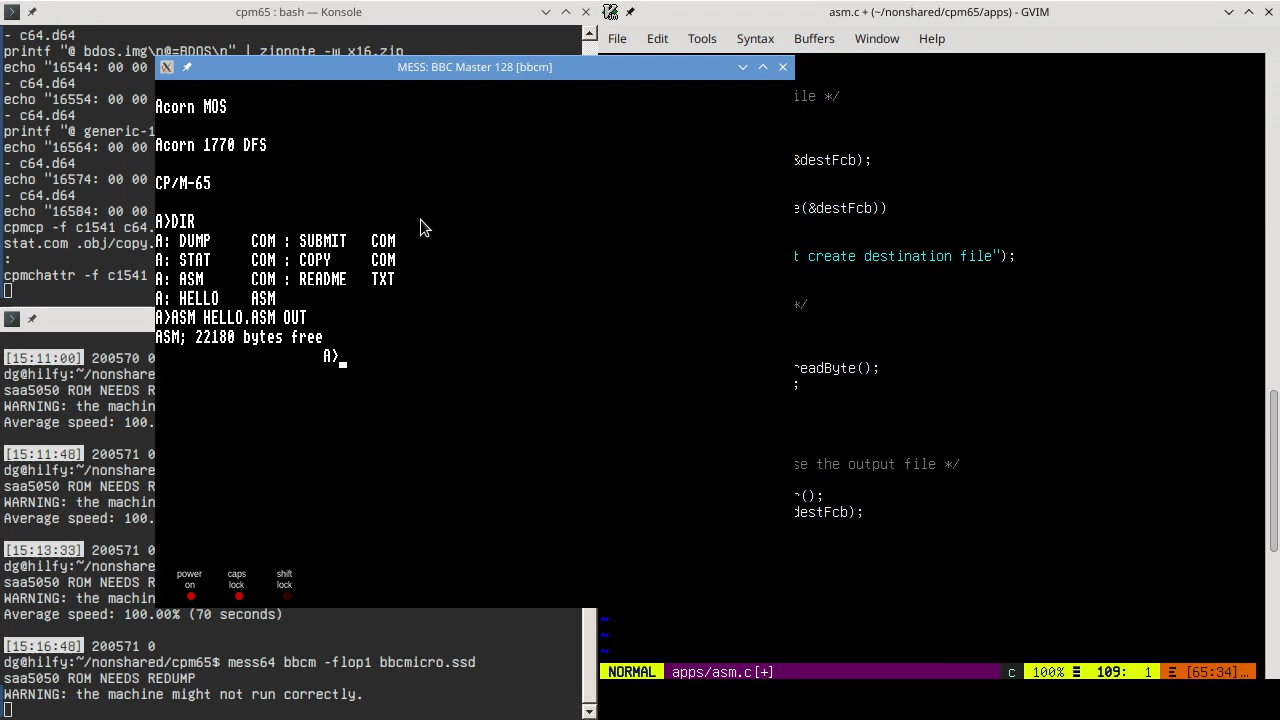 cpm65 : bash — Konsole
- c64.d64
printf "@ bdos.img\n@=BDOS\n" | zipnote -w x16.zip
echo "16544: 00 00
- c64.d64
echo "16554: 00 00
- c64.d64
printf "@ generic-1
echo "16564: 00 00
- c64.d64
echo "16574: 00 00
- c64.d64
echo "16584: 00 00
cpmcp -f c1541 c64.
stat.com .obj/copy.
:
cpmchattr -f c1541
[15:11:00] 200570 0
dg@hilfy:~/nonshare
saa5050 ROM NEEDS R
WARNING: the machin
Average speed: 100.
[15:11:48] 200571 0
dg@hilfy:~/nonshare
saa5050 ROM NEEDS R
WARNING: the machin
Average speed: 100.
[15:13:33] 200571 0
dg@hilfy:~/nonshare
saa5050 ROM NEEDS R
WARNING: the machin
Average speed: 100.00% (70 seconds)
[15:16:48] 200571 0
dg@hilfy:~/nonshared/cpm65$ mess64 bbcm -flop1 bbcmicro.ssd
saa5050 ROM NEEDS REDUMP
WARNING: the machine might not run correctly.
MESS: BBC Master 128 [bbcm]
Acorn MOS
Acorn 1770 DFS
CP/M-65
A>DIR
A: DUMP     COM : SUBMIT   COM
A: STAT     COM : COPY     COM
A: ASM      COM : README   TXT
A: HELLO    ASM
A>ASM HELLO.ASM OUT
ASM; 22180 bytes free
A>
power on
caps lock
shift lock
asm.c + (~/nonshared/cpm65/apps) - GVIM
File Edit Tools Syntax Buffers Window Help
ile */
&destFcb);
e(&destFcb))
t create destination file");
*/
readByte();
;
se the output file */
r();
destFcb);
~
~
~
NORMAL apps/asm.c[+] c 100% ☰ 109: 1 Ξ [65:34]…